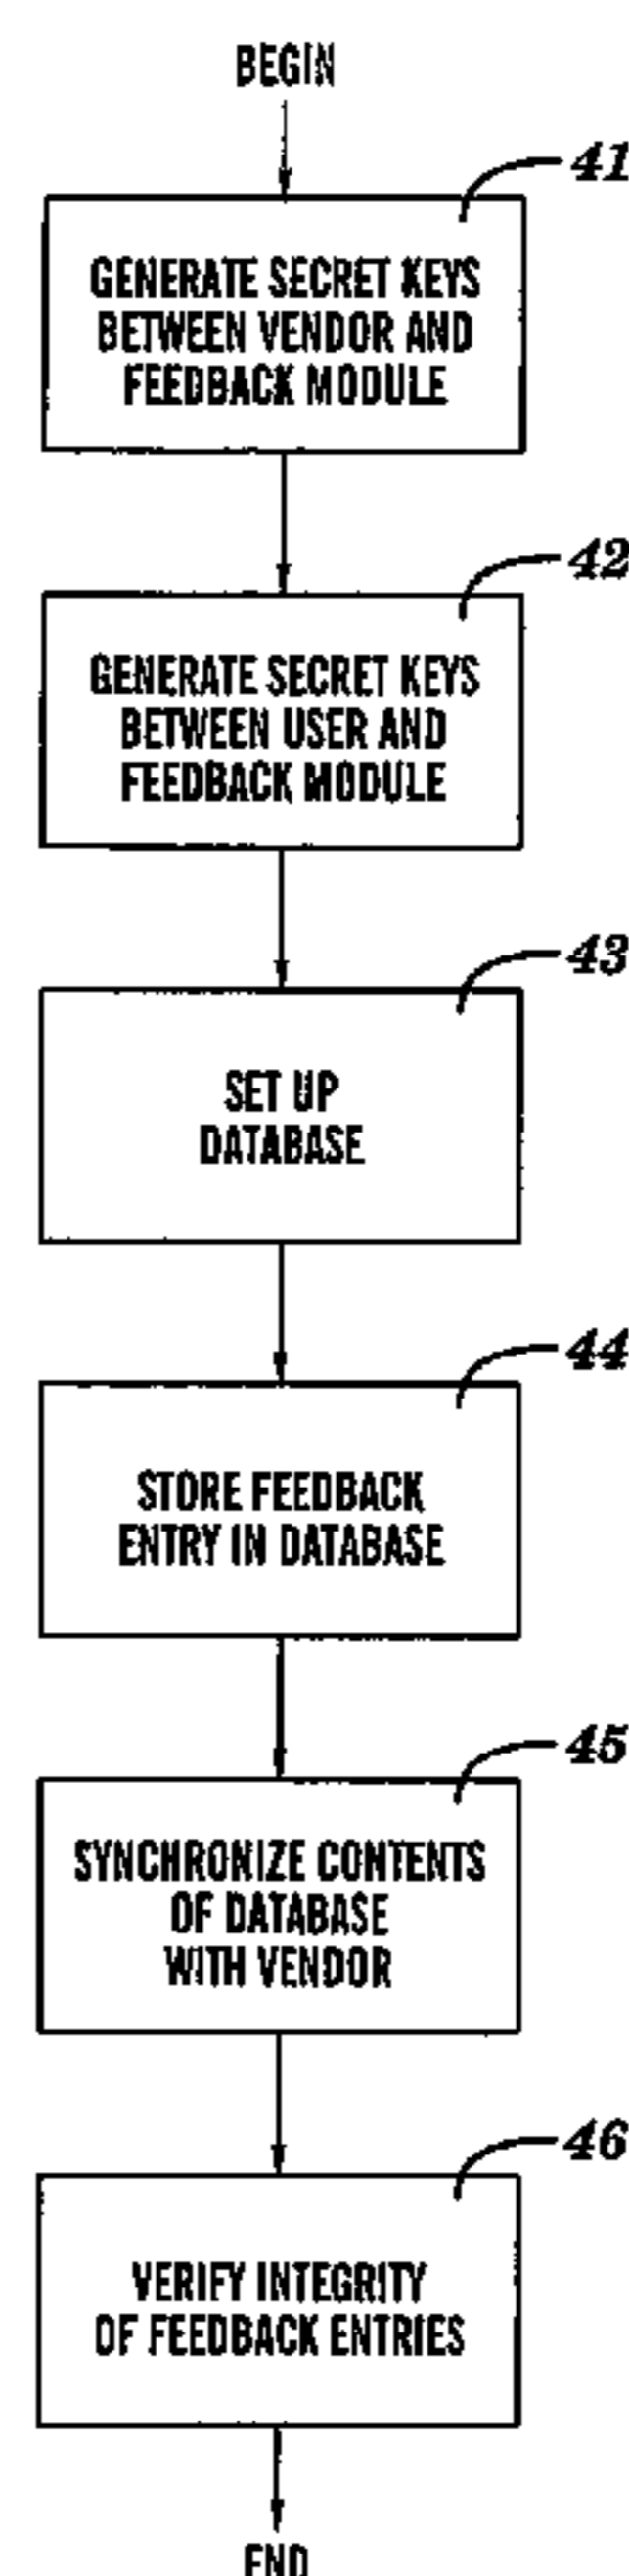 BEGIN
41
GENERATE SECRET KEYS
BETWEEN VENDOR AND
FEEDBACK MODULE
42
GENERATE SECRET KEYS
BETWEEN USER AND
FEEDBACK MODULE
43
SET UP
DATABASE
44
STORE FEEDBACK
ENTRY IN DATABASE
45
SYNCHRONIZE CONTENTS
OF DATABASE
WITH VENDOR
46
VERIFY INTEGRITY
OF FEEDBACK ENTRIES
END